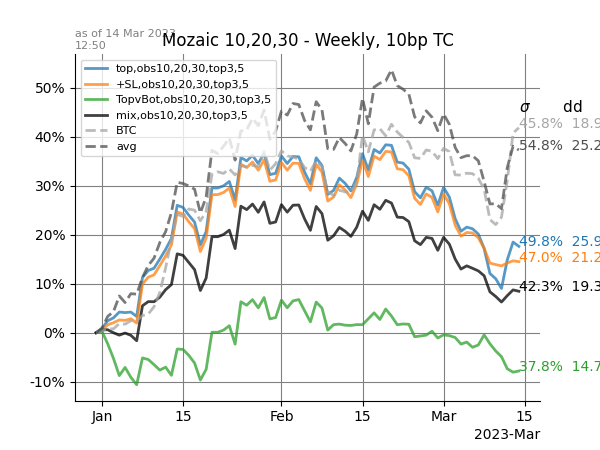 as of 14 Mar 2023
12:50
Mozaic 10,20,30 - Weekly, 10bp TC
top,obs10,20,30,top3,5
+SL,obs10,20,30,top3,5
TopvBot,obs10,20,30,top3,5
mix,obs10,20,30,top3,5
BTC
avg
σ dd
45.8% 18.9
54.8% 25.2
49.8% 25.9
47.0% 21.2
42.3% 19.3
37.8% 14.7
50%
40%
30%
20%
10%
0%
-10%
Jan 15 Feb 15 Mar 15
2023-Mar